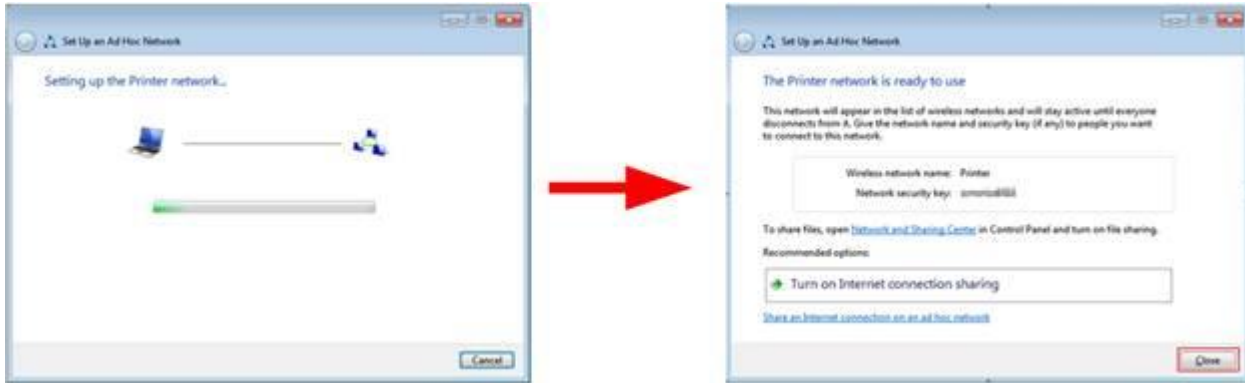 Set Up an Ad Hoc Network
Setting up the Printer network...
Cancel
Set Up an Ad Hoc Network
The Printer network is ready to use
This network will appear in the list of wireless networks and will stay active until everyone
disconnects from it. Give the network name and security key (if any) to people you want
to connect to this network.
Wireless network name: Printer
Network security key:
To share files, open Network and Sharing Center in Control Panel and turn on file sharing.
Recommended options:
Turn on Internet connection sharing
Share an Internet connection on an ad hoc network
Close